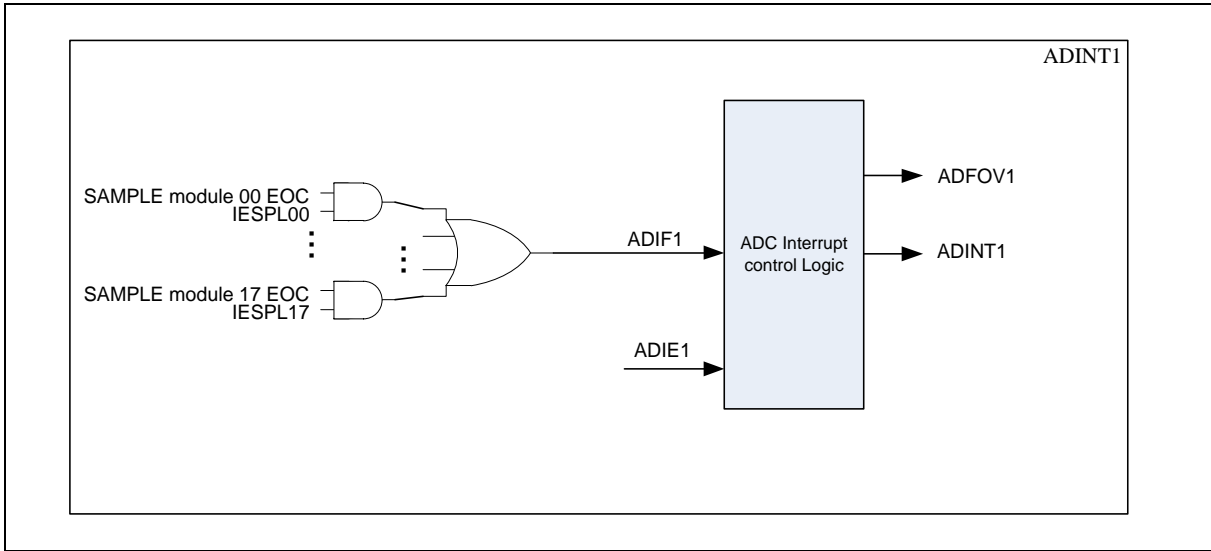 ADINT1
SAMPLE module 00 EOC
IESPL00
SAMPLE module 17 EOC
IESPL17
ADIF1
ADIE1
ADC Interrupt
control Logic
ADFOV1
ADINT1